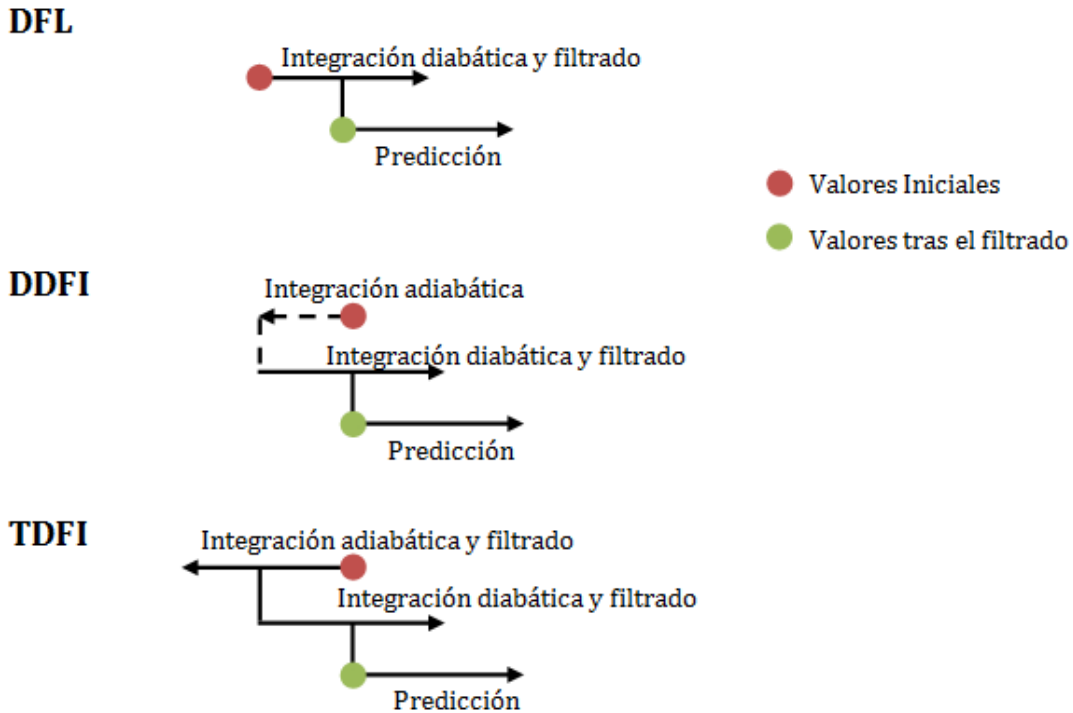 DFL
Integración diabática y filtrado
Predicción
Valores Iniciales
Valores tras el filtrado
DDFI
Integración adiabática
Integración diabática y filtrado
Predicción
TDFI
Integración adiabática y filtrado
Integración diabática y filtrado
Predicción